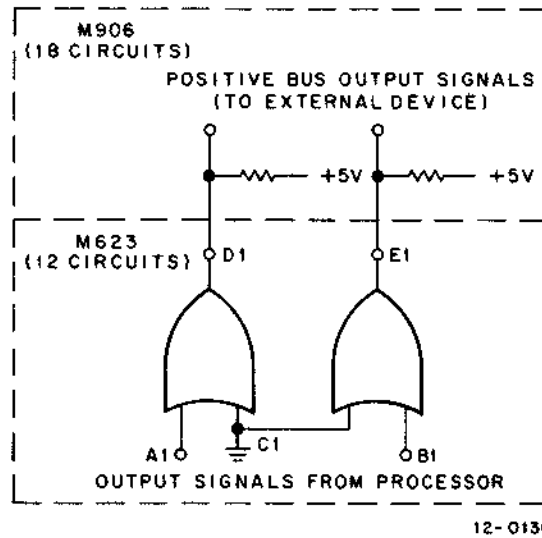 M906
(18 CIRCUITS)
POSITIVE BUS OUTPUT SIGNALS
(TO EXTERNAL DEVICE)
+5V
+5V
M623
(12 CIRCUITS)
D1
E1
A1
C1
B1
OUTPUT SIGNALS FROM PROCESSOR